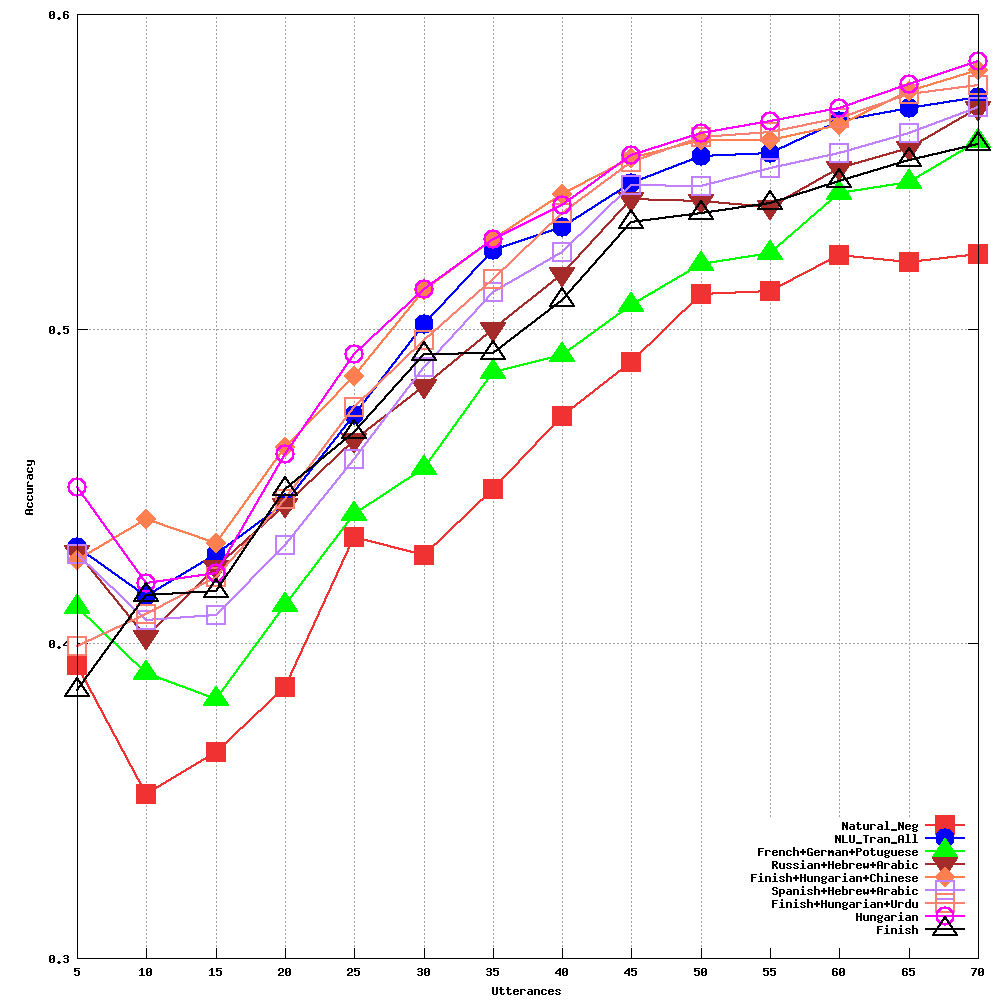 0.6
0.5
0.4
0.3
Accuracy
5 10 15 20 25 30 35 40 45 50 55 60 65 70
Utterances
Natural_Neg
NLU_Tran_All
French+German+Potuguese
Russian+Hebrew+Arabic
Finish+Hungarian+Chinese
Spanish+Hebrew+Arabic
Finish+Hungarian+Urdu
Hungarian
Finish